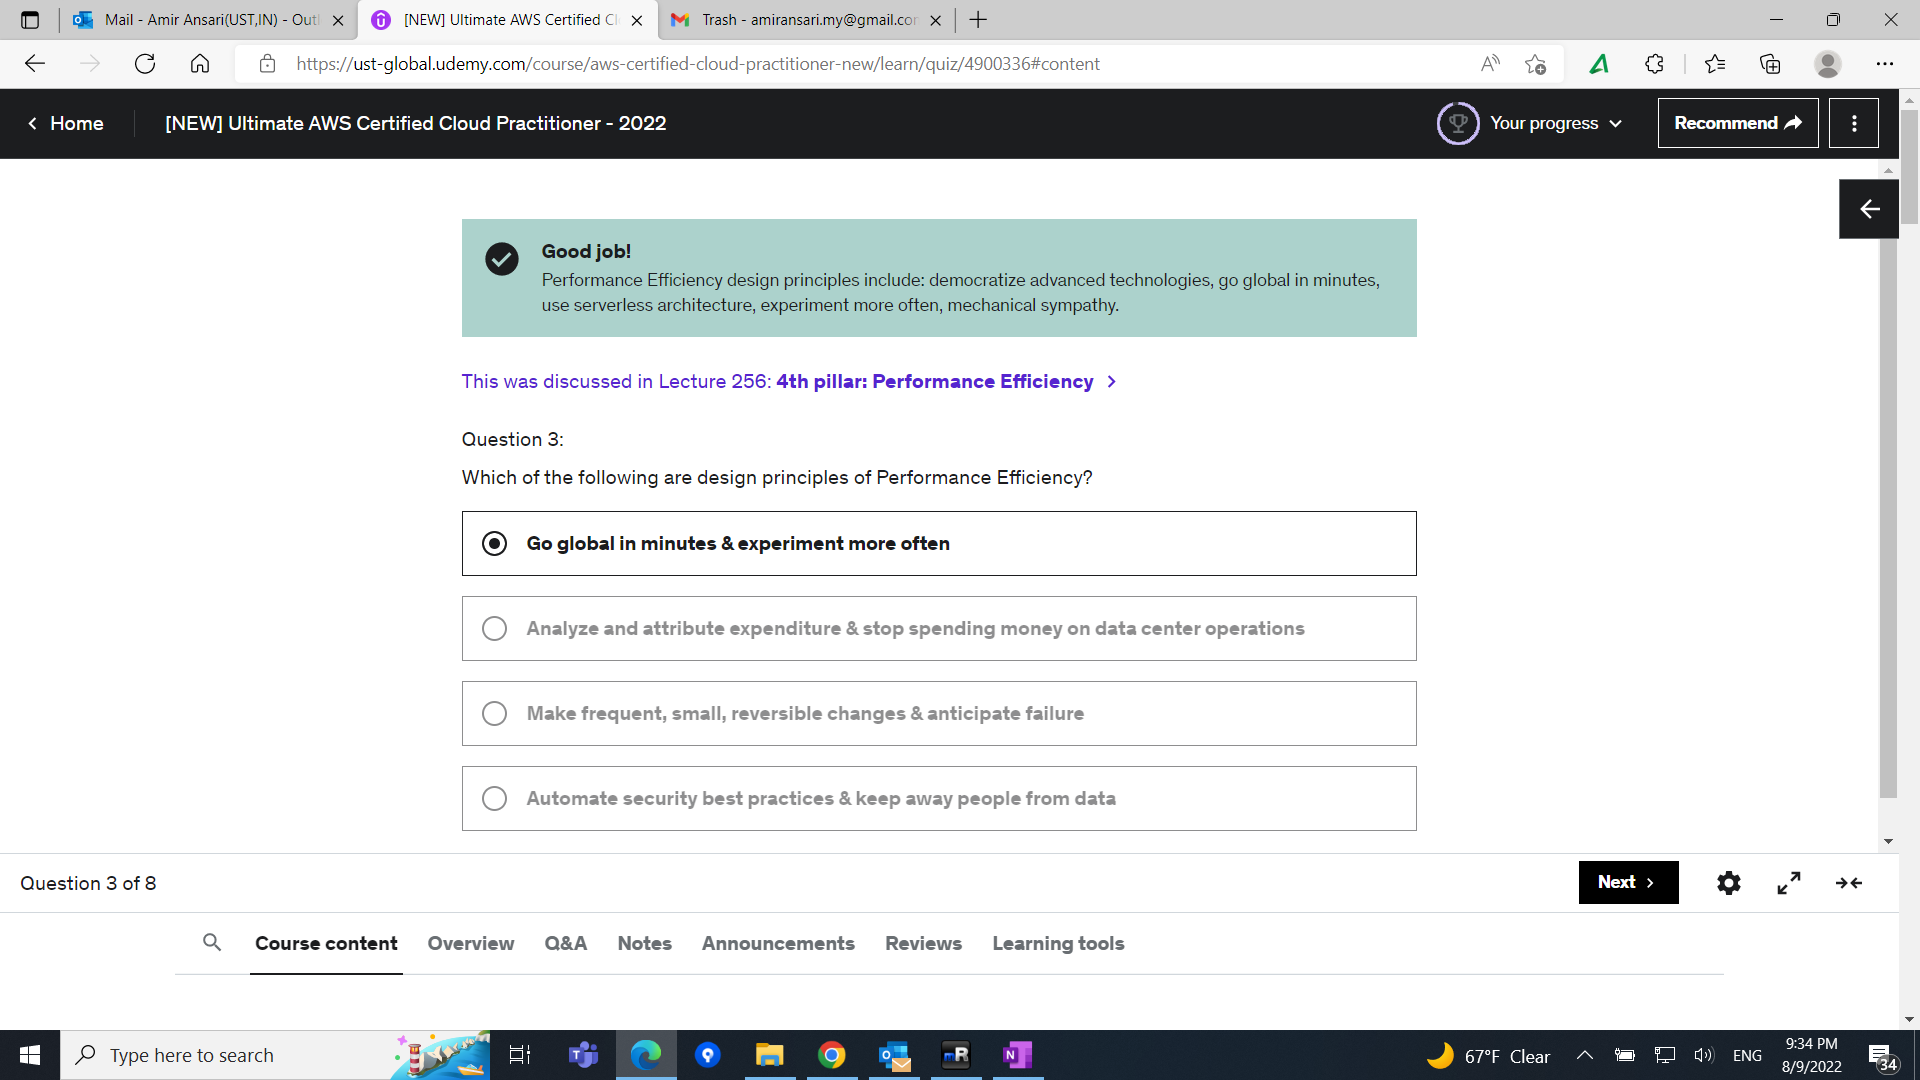 Mail - Amir Ansari(UST,IN) - Out
[NEW] Ultimate AWS Certified Cl
Trash - amiransari.my@gmail.co
https://ust-global.udemy.com/course/aws-certified-cloud-practitioner-new/learn/quiz/4900336#content
Home
[NEW] Ultimate AWS Certified Cloud Practitioner - 2022
Your progress
Recommend
Good job!
Performance Efficiency design principles include: democratize advanced technologies, go global in minutes,
use serverless architecture, experiment more often, mechanical sympathy.
This was discussed in Lecture 256: 4th pillar: Performance Efficiency
Question 3:
Which of the following are design principles of Performance Efficiency?
Go global in minutes & experiment more often
Analyze and attribute expenditure & stop spending money on data center operations
Make frequent, small, reversible changes & anticipate failure
Automate security best practices & keep away people from data
Question 3 of 8
Next
Course content
Overview
Q&A
Notes
Announcements
Reviews
Learning tools
Type here to search
67°F Clear
ENG
9:34 PM
8/9/2022
34